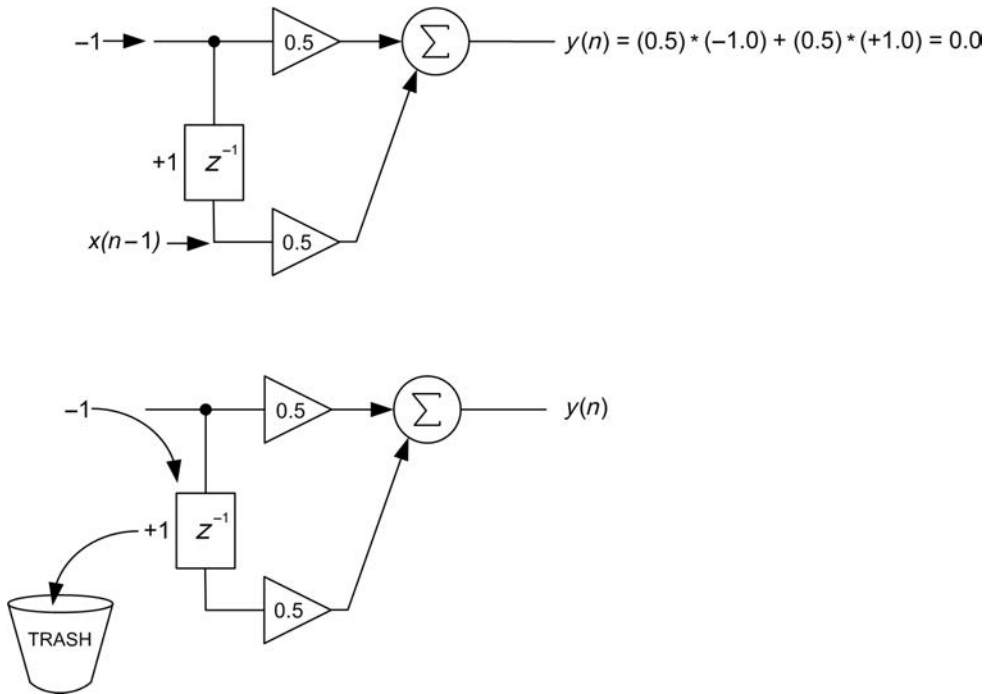 –1
0.5
Σ
y(n) = (0.5) * (–1.0) + (0.5) * (+1.0) = 0.0
+1
z⁻¹
x(n–1)
0.5
–1
0.5
Σ
y(n)
+1
z⁻¹
0.5
TRASH